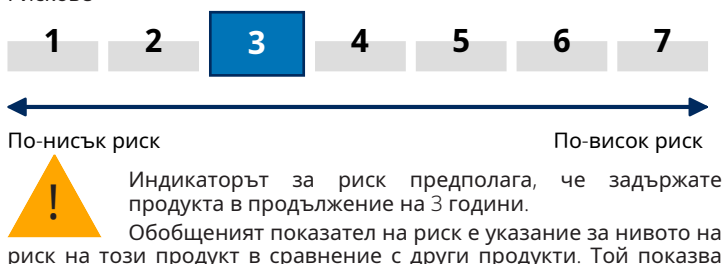 1 2 3 4 5 6 7
По-нисък риск По-висок риск
! Индикаторът за риск предполага, че задържате
продукта в продължение на 3 години.
Обобщеният показател на риск е указание за нивото на
риск на този продукт в сравнение с други продукти. Той показва